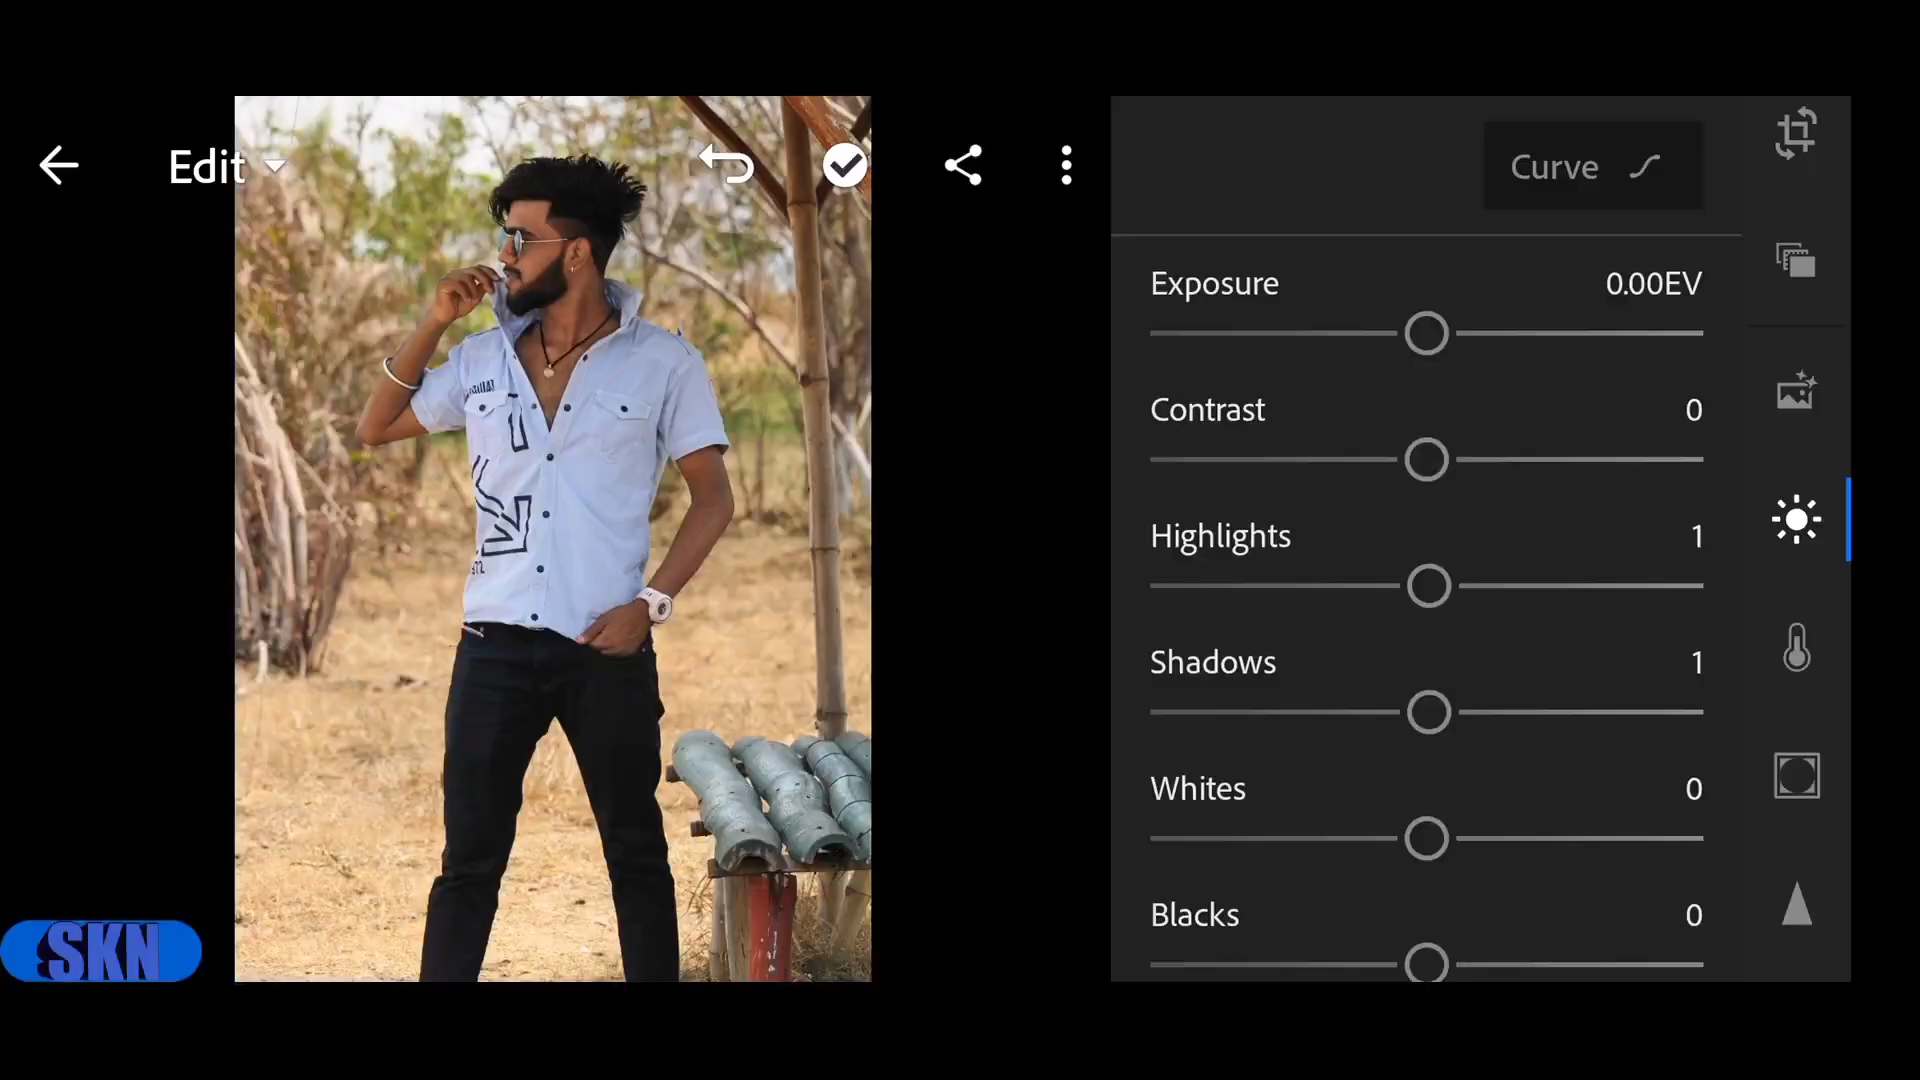 Edit
Curve
Exposure 0.00EV
Contrast 0
Highlights 1
Shadows 1
Whites 0
Blacks 0
SKN